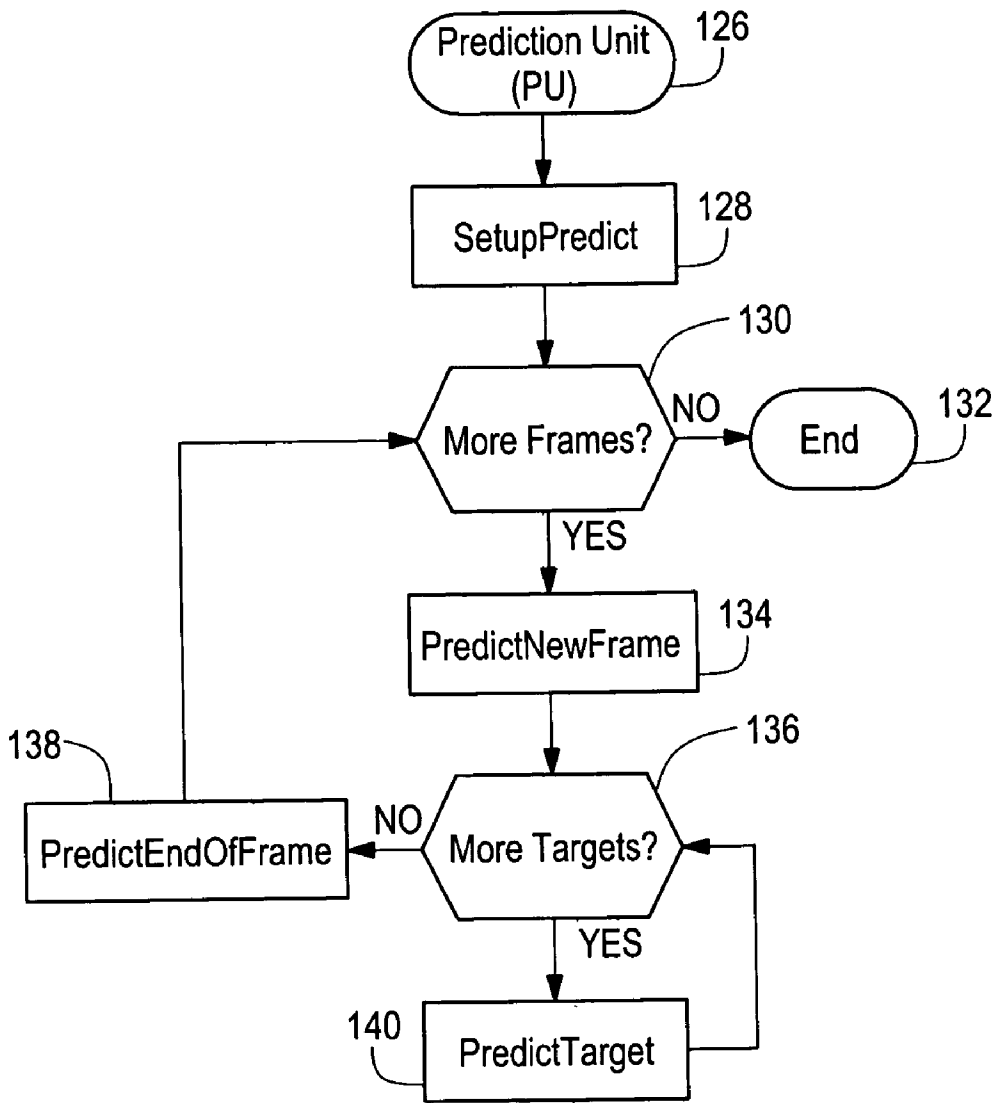 Prediction Unit
(PU)
126
SetupPredict
128
130
More Frames?
NO
End
132
YES
PredictNewFrame
134
136
138
More Targets?
NO
PredictEndOfFrame
YES
PredictTarget
140